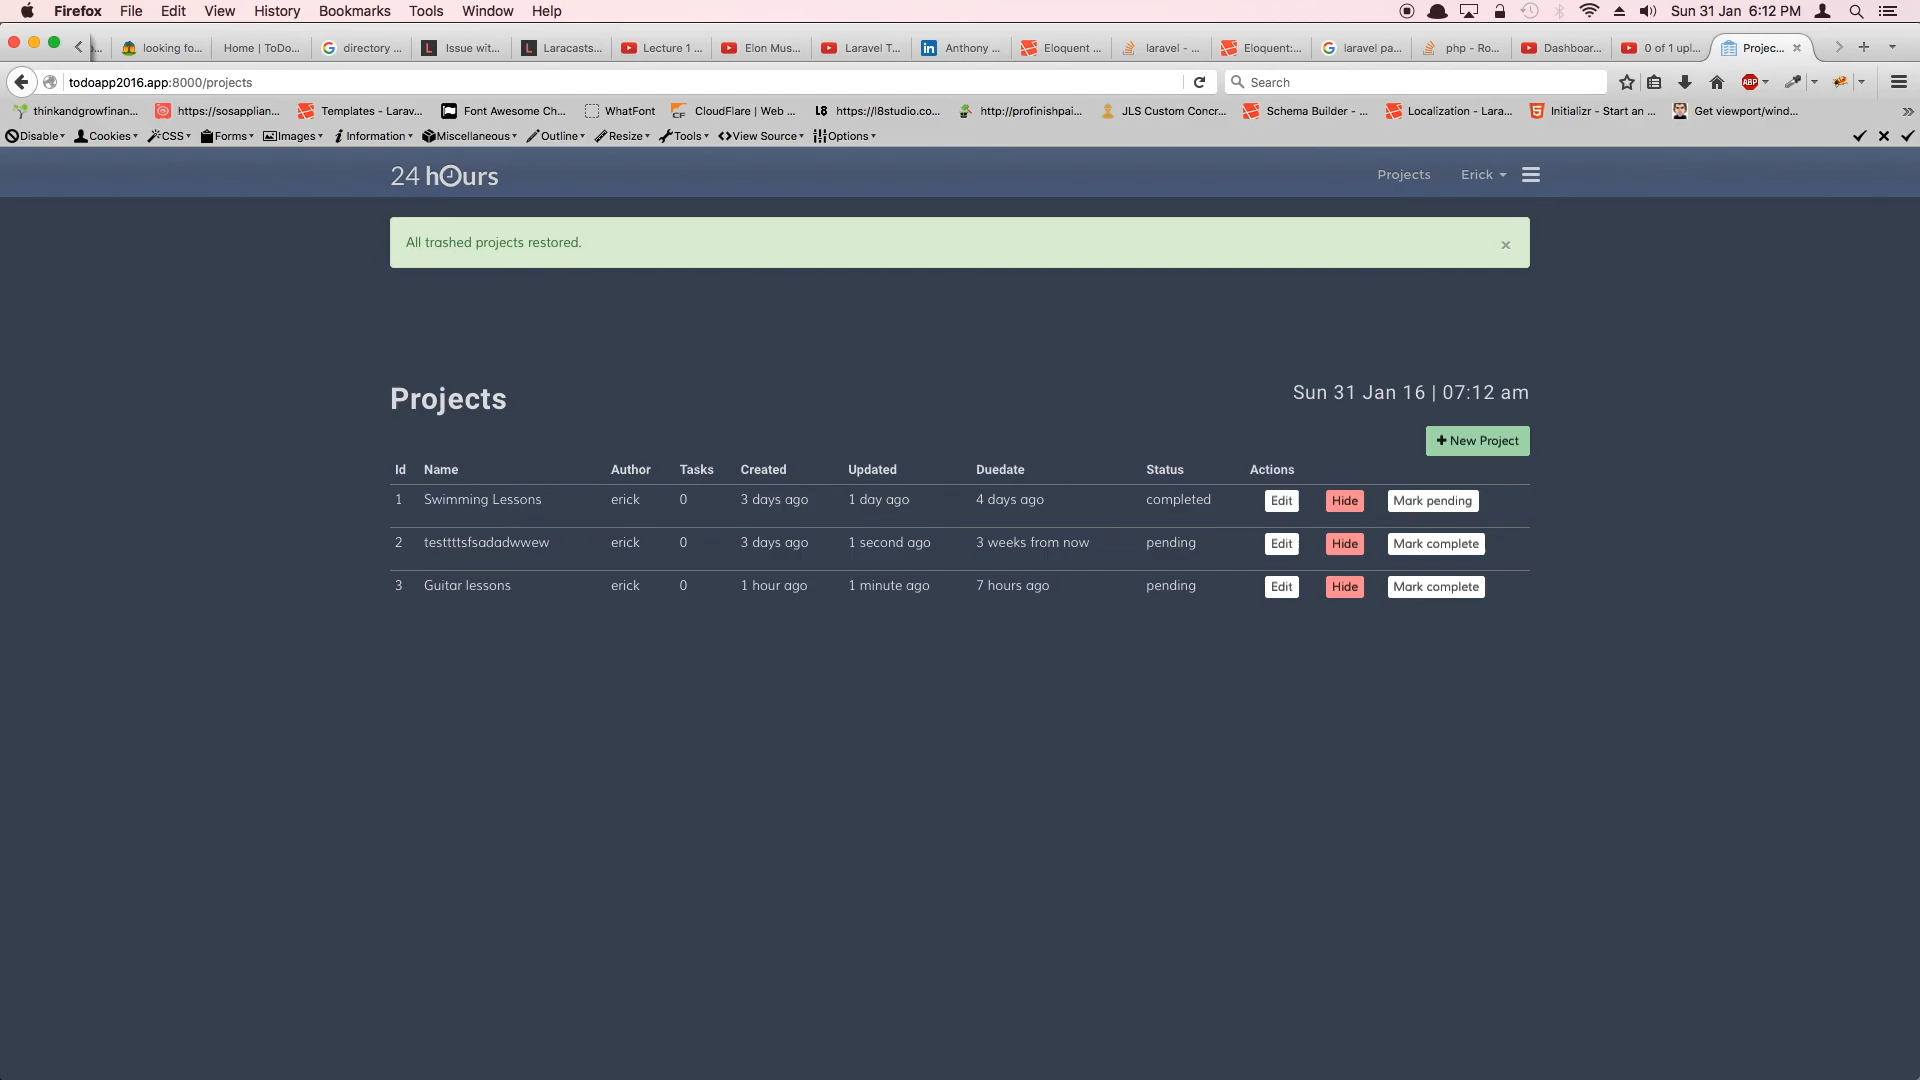 Firefox File Edit View History Bookmarks Tools Window Help Sun 31 Jan 6:12 PM
looking fo... Home | ToDo... directory ... Issue wit... Laracasts... Lecture 1 ... Elon Mus... Laravel T... Anthony ... Eloquent ... laravel - ... Eloquent:... laravel pa... php - Ro... Dashboar... 0 of 1 upl... Projec...
todoapp2016.app:8000/projects Search ABP
thinkandgrowfinan... https://sosapplian... Templates - Larav... Font Awesome Ch... WhatFont CloudFlare | Web ... L8 https://l8studio.co... http://profinishpai... JLS Custom Concr... Schema Builder - ... Localization - Lara... Initializr - Start an ... Get viewport/wind...
Disable Cookies CSS Forms Images Information Miscellaneous Outline Resize Tools View Source Options
24 hours Projects Erick
All trashed projects restored. ×
Projects Sun 31 Jan 16 | 07:12 am
New Project
Id Name Author Tasks Created Updated Duedate Status Actions
1 Swimming Lessons erick 0 3 days ago 1 day ago 4 days ago completed Edit Hide Mark pending
2 testtttsfsadadwwew erick 0 3 days ago 1 second ago 3 weeks from now pending Edit Hide Mark complete
3 Guitar lessons erick 0 1 hour ago 1 minute ago 7 hours ago pending Edit Hide Mark complete